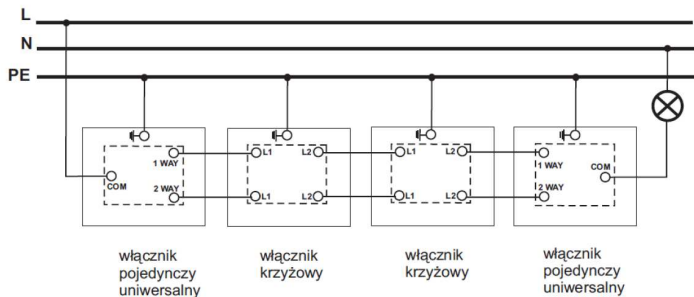 L
N
PE
1 WAY L1 L2 L1 L2 1 WAY
COM COM
2 WAY L1 L2 L1 L2 2 WAY
włącznik
pojedynczy
uniwersalny
włącznik
krzyżowy
włącznik
krzyżowy
włącznik
pojedynczy
uniwersalny